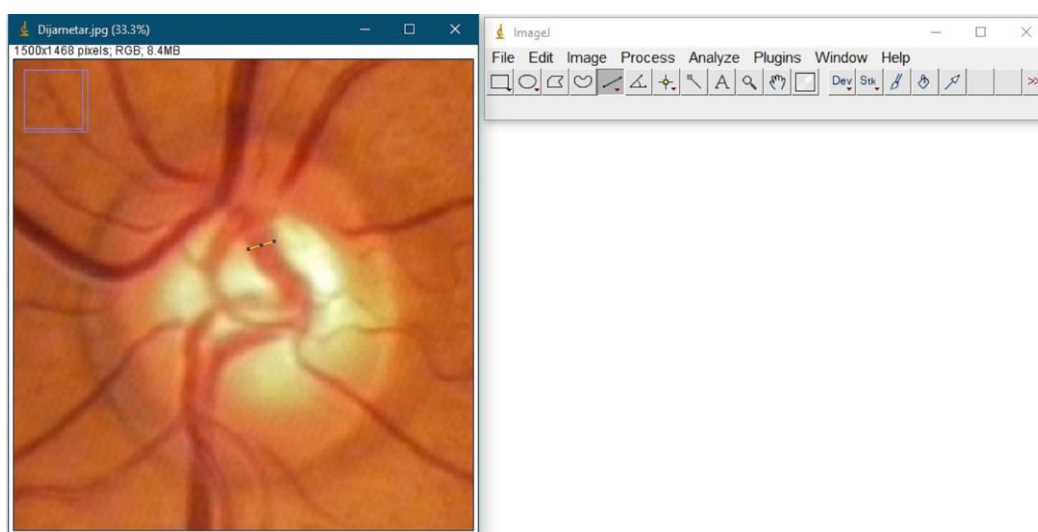 Dijametar.jpg (33.3%)
1500x1468 pixels; RGB; 8.4MB
ImageJ
File Edit Image Process Analyze Plugins Window Help
A Dev Stk >>